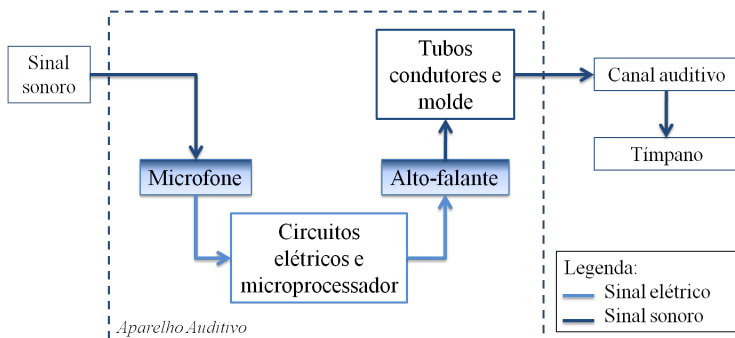 Sinal
sonoro
Microfone
Circuitos
elétricos e
microprocessador
Alto-falante
Tubos
condutores e
molde
Canal auditivo
Tímpano
Legenda:
Sinal elétrico
Sinal sonoro
Aparelho Auditivo